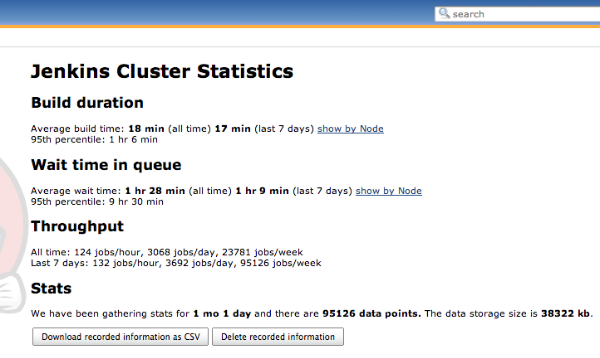 search
Jenkins Cluster Statistics
Build duration
Average build time: 18 min (all time) 17 min (last 7 days) show by Node
95th percentile: 1 hr 6 min
Wait time in queue
Average wait time: 1 hr 28 min (all time) 1 hr 9 min (last 7 days) show by Node
95th percentile: 9 hr 30 min
Throughput
All time: 124 jobs/hour, 3068 jobs/day, 23781 jobs/week
Last 7 days: 132 jobs/hour, 3692 jobs/day, 95126 jobs/week
Stats
We have been gathering stats for 1 mo 1 day and there are 95126 data points. The data storage size is 38322 kb.
Download recorded information as CSV Delete recorded information